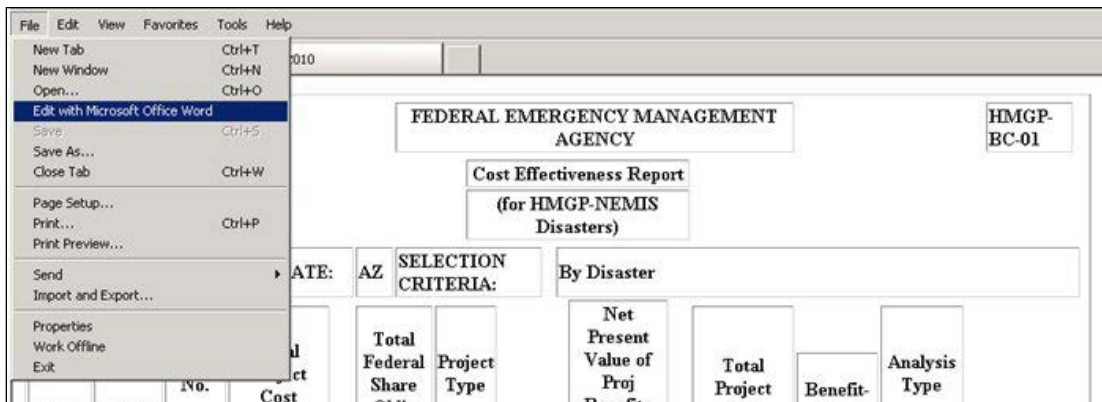 File Edit View Favorites Tools Help
New Tab Ctrl+T
New Window Ctrl+N
Open... Ctrl+O
Edit with Microsoft Office Word
Save Ctrl+S
Save As...
Close Tab Ctrl+W
Page Setup...
Print... Ctrl+P
Print Preview...
Send
Import and Export...
Properties
Work Offline
Exit
FEDERAL EMERGENCY MANAGEMENT
AGENCY
HMGP-
BC-01
Cost Effectiveness Report
(for HMGP-NEMIS
Disasters)
AZ
SELECTION
CRITERIA:
By Disaster
No.
Cost
Total
Federal
Share
Project
Type
Net
Present
Value of
Proj
Total
Project
Benefit-
Analysis
Type